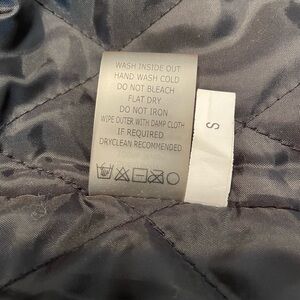 WASH INSIDE OUT
HAND WASH COLD
DO NOT BLEACH
FLAT DRY
DO NOT IRON
WIPE OUTER WITH DAMP CLOTH
IF REQUIRED
DRYCLEAN RECOMMENDED
S